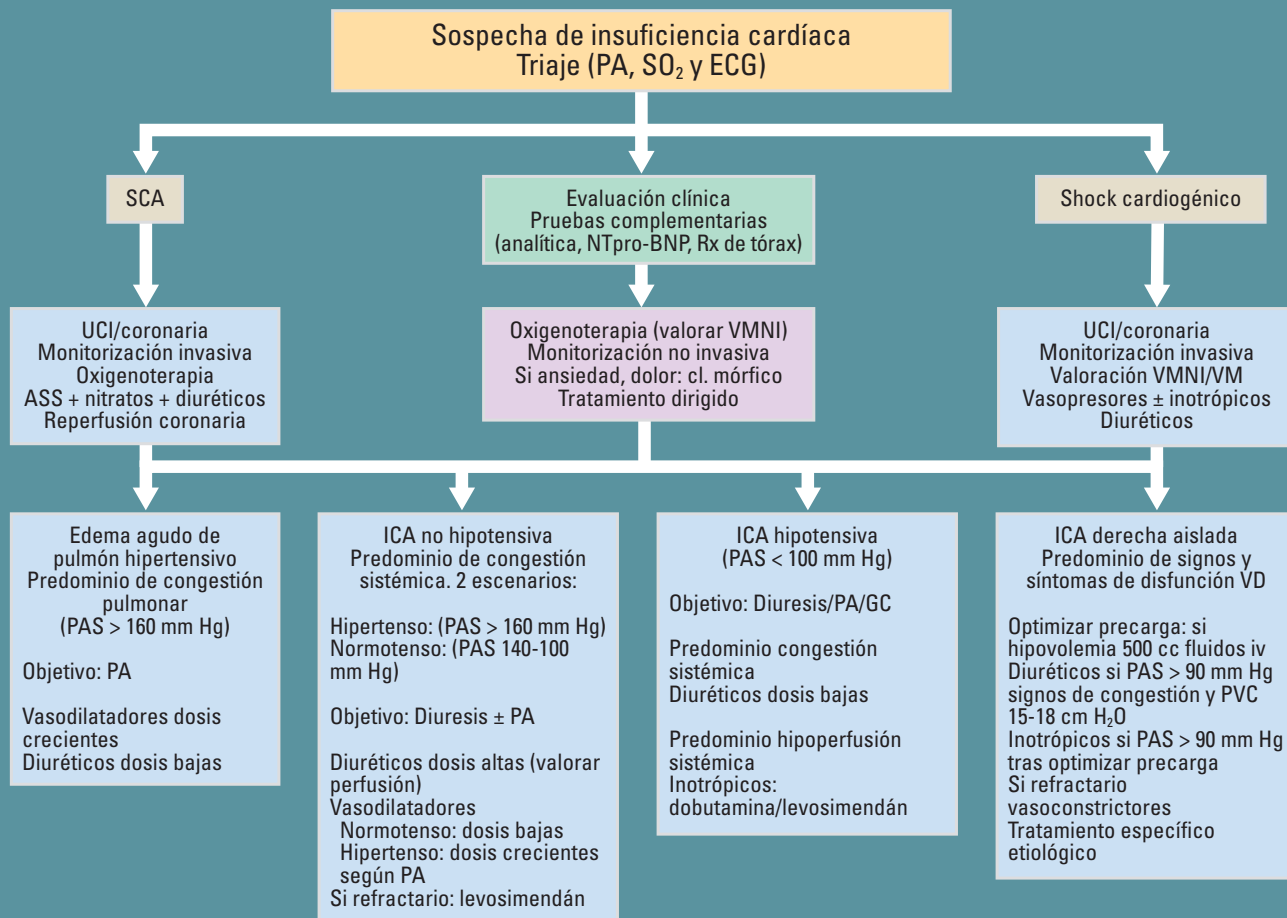 Sospecha de insuficiencia cardíaca
Triaje (PA, SO₂ y ECG)
SCA
Evaluación clínica
Pruebas complementarias
(analítica, NTpro-BNP, Rx de tórax)
Shock cardiogénico
UCI/coronaria
Monitorización invasiva
Oxigenoterapia
ASS + nitratos + diuréticos
Reperfusión coronaria
Oxigenoterapia (valorar VMNI)
Monitorización no invasiva
Si ansiedad, dolor: cl. mórfico
Tratamiento dirigido
UCI/coronaria
Monitorización invasiva
Valoración VMNI/VM
Vasopresores ± inotrópicos
Diuréticos
Edema agudo de
pulmón hipertensivo
Predominio de congestión
pulmonar
(PAS > 160 mm Hg)
Objetivo: PA
Vasodilatadores dosis
crecientes
Diuréticos dosis bajas
ICA no hipotensiva
Predominio de congestión
sistémica. 2 escenarios:
Hipertenso: (PAS > 160 mm Hg)
Normotenso: (PAS 140-100
mm Hg)
Objetivo: Diuresis ± PA
Diuréticos dosis altas (valorar
perfusión)
Vasodilatadores
Normotenso: dosis bajas
Hipertenso: dosis crecientes
según PA
Si refractario: levosimendán
ICA hipotensiva
(PAS < 100 mm Hg)
Objetivo: Diuresis/PA/GC
Predominio congestión
sistémica
Diuréticos dosis bajas
Predominio hipoperfusión
sistémica
Inotrópicos:
dobutamina/levosimendán
ICA derecha aislada
Predominio de signos y
síntomas de disfunción VD
Optimizar precarga: si
hipovolemia 500 cc fluidos iv
Diuréticos si PAS > 90 mm Hg
signos de congestión y PVC
15-18 cm H₂O
Inotrópicos si PAS > 90 mm Hg
tras optimizar precarga
Si refractario
vasoconstrictores
Tratamiento específico
etiológico